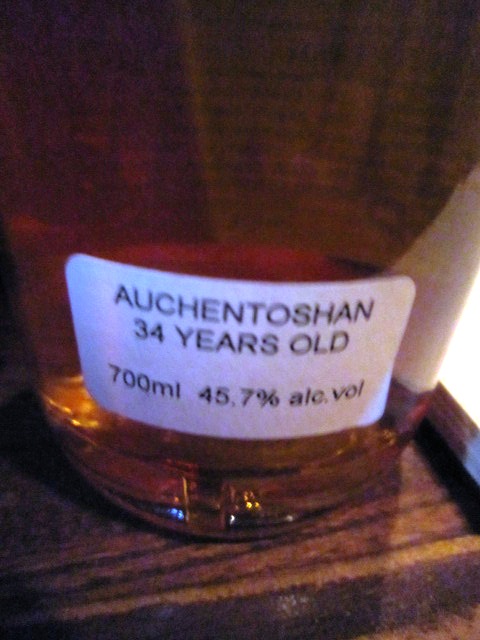 AUCHENTOSHAN
34 YEARS OLD
700ml 45.7% alc.vol